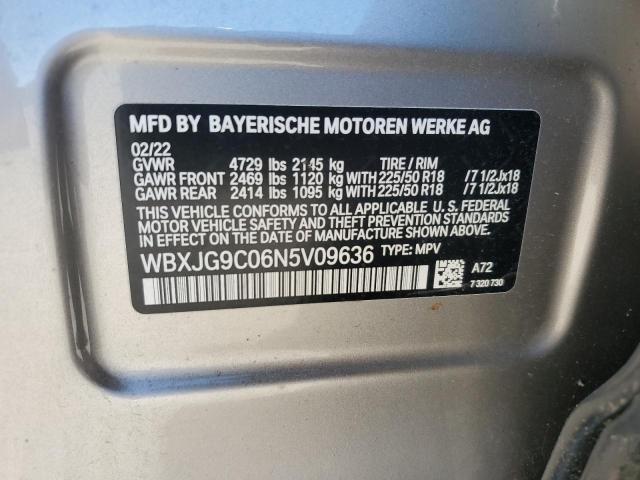 MFD BY BAYERISCHE MOTOREN WERKE AG
02/22
GVWR 4729 lbs 2145 kg TIRE / RIM
GAWR FRONT 2469 lbs 1120 kg WITH 225/50 R18 /7 1/2Jx18
GAWR REAR 2414 lbs 1095 kg WITH 225/50 R18 /7 1/2Jx18
THIS VEHICLE CONFORMS TO ALL APPLICABLE U. S. FEDERAL
MOTOR VEHICLE SAFETY AND THEFT PREVENTION STANDARDS
IN EFFECT ON THE DATE OF MANUFACTURE
SHOWN ABOVE.
WBXJG9C06N5V09636 TYPE: MPV
A72
7 320 730